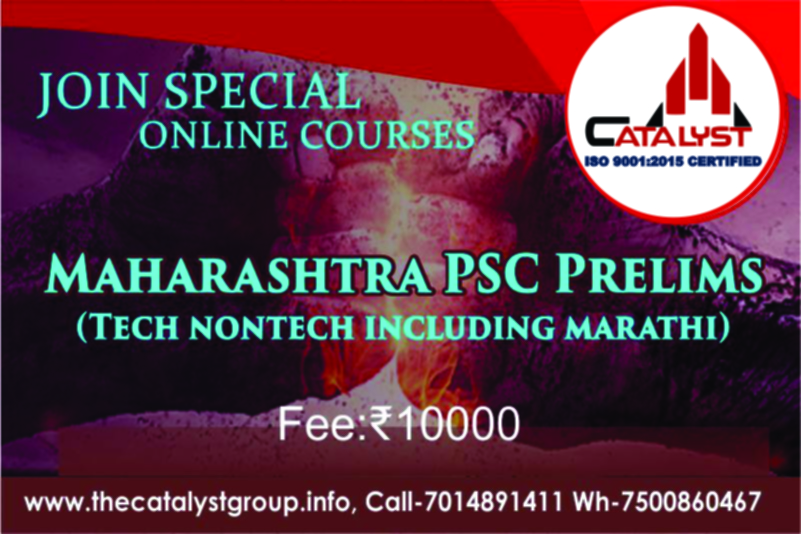 JOIN SPECIAL
ONLINE COURSES
CATALYST
ISO 9001:2015 CERTIFIED
MAHARASHTRA PSC PRELIMS
(TECH NONTECH INCLUDING MARATHI)
Fee:₹10000
www.thecatalystgroup.info, Call-7014891411 Wh-7500860467